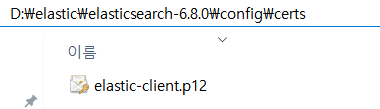 D:₩elastic₩elasticsearch-6.8.0₩config₩certs
이름
elastic-client.p12